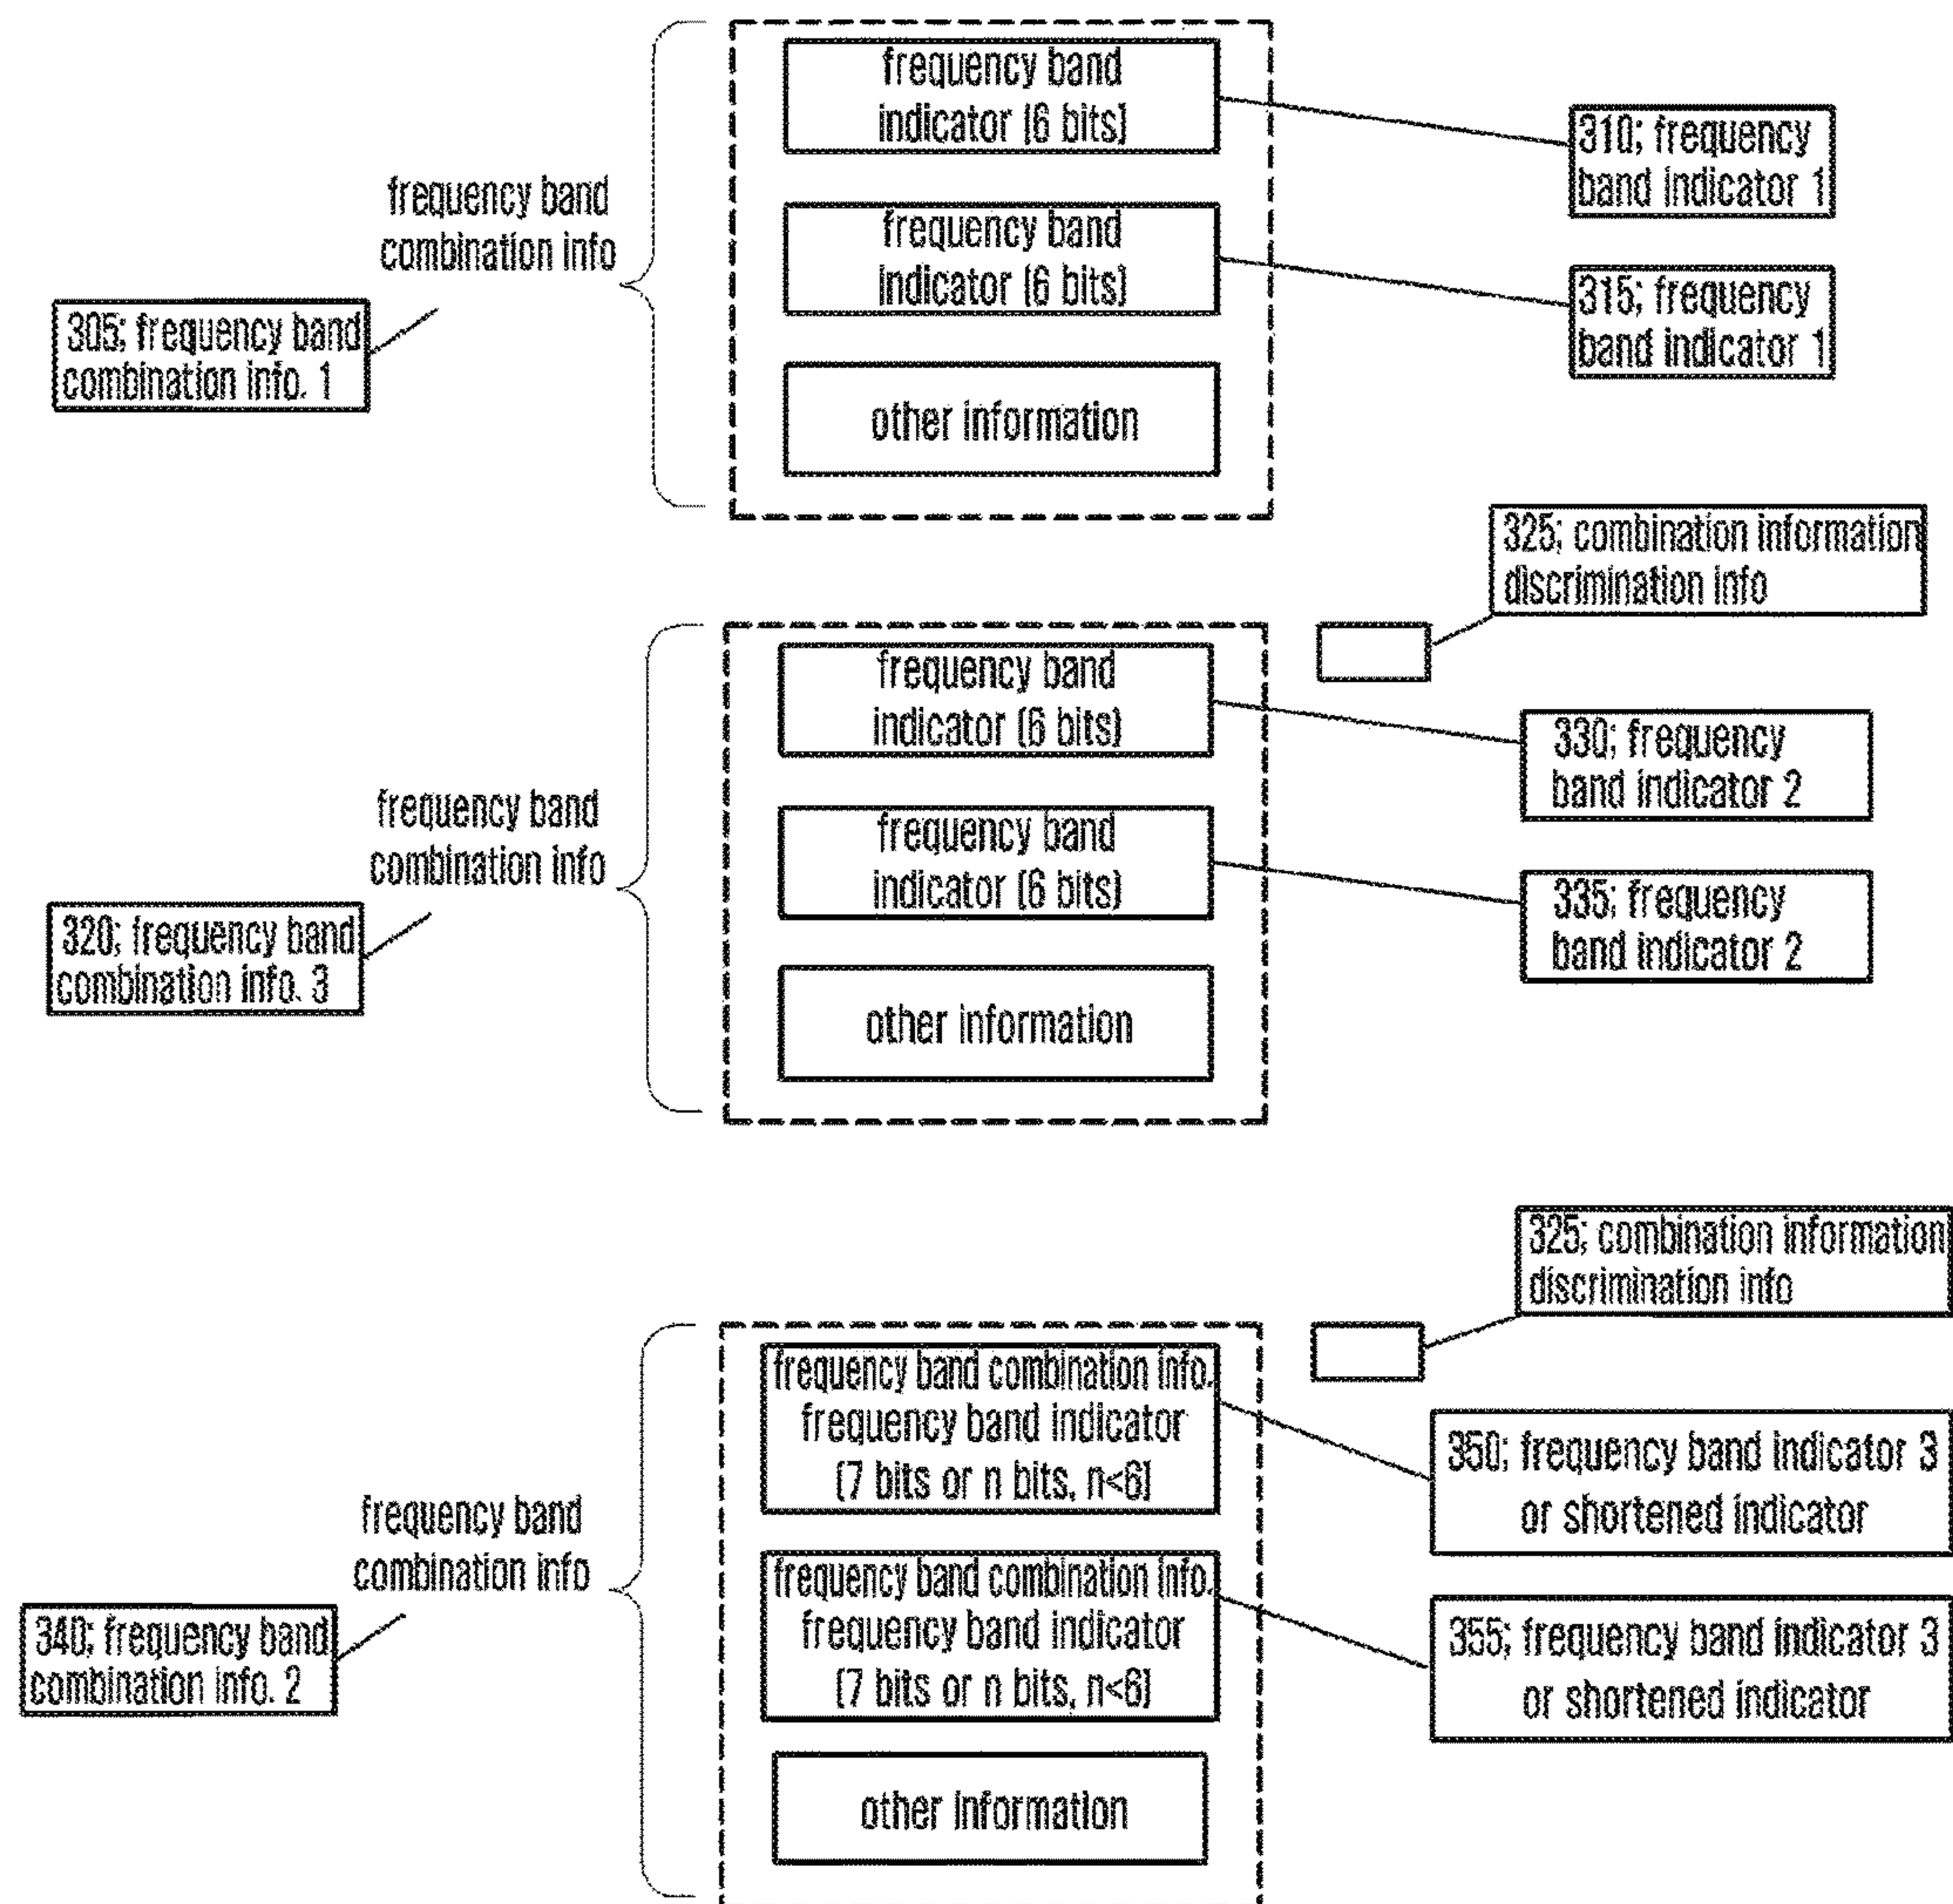 frequency band
indicator (6 bits)
310; frequency
band indicator 1
frequency band
combination info
frequency band
indicator (6 bits)
315; frequency
band indicator 1
305; frequency band
combination info. 1
other information
325; combination information
discrimination info
frequency band
indicator (6 bits)
330; frequency
band indicator 2
frequency band
combination info
frequency band
indicator (6 bits)
335; frequency
band indicator 2
320; frequency band
combination info. 3
other information
325; combination information
discrimination info
frequency band combination info.
frequency band indicator
(7 bits or n bits, n<6)
350; frequency band indicator 3
or shortened indicator
frequency band
combination info
frequency band combination info.
frequency band indicator
(7 bits or n bits, n<6)
355; frequency band indicator 3
or shortened indicator
340; frequency band
combination info. 2
other information